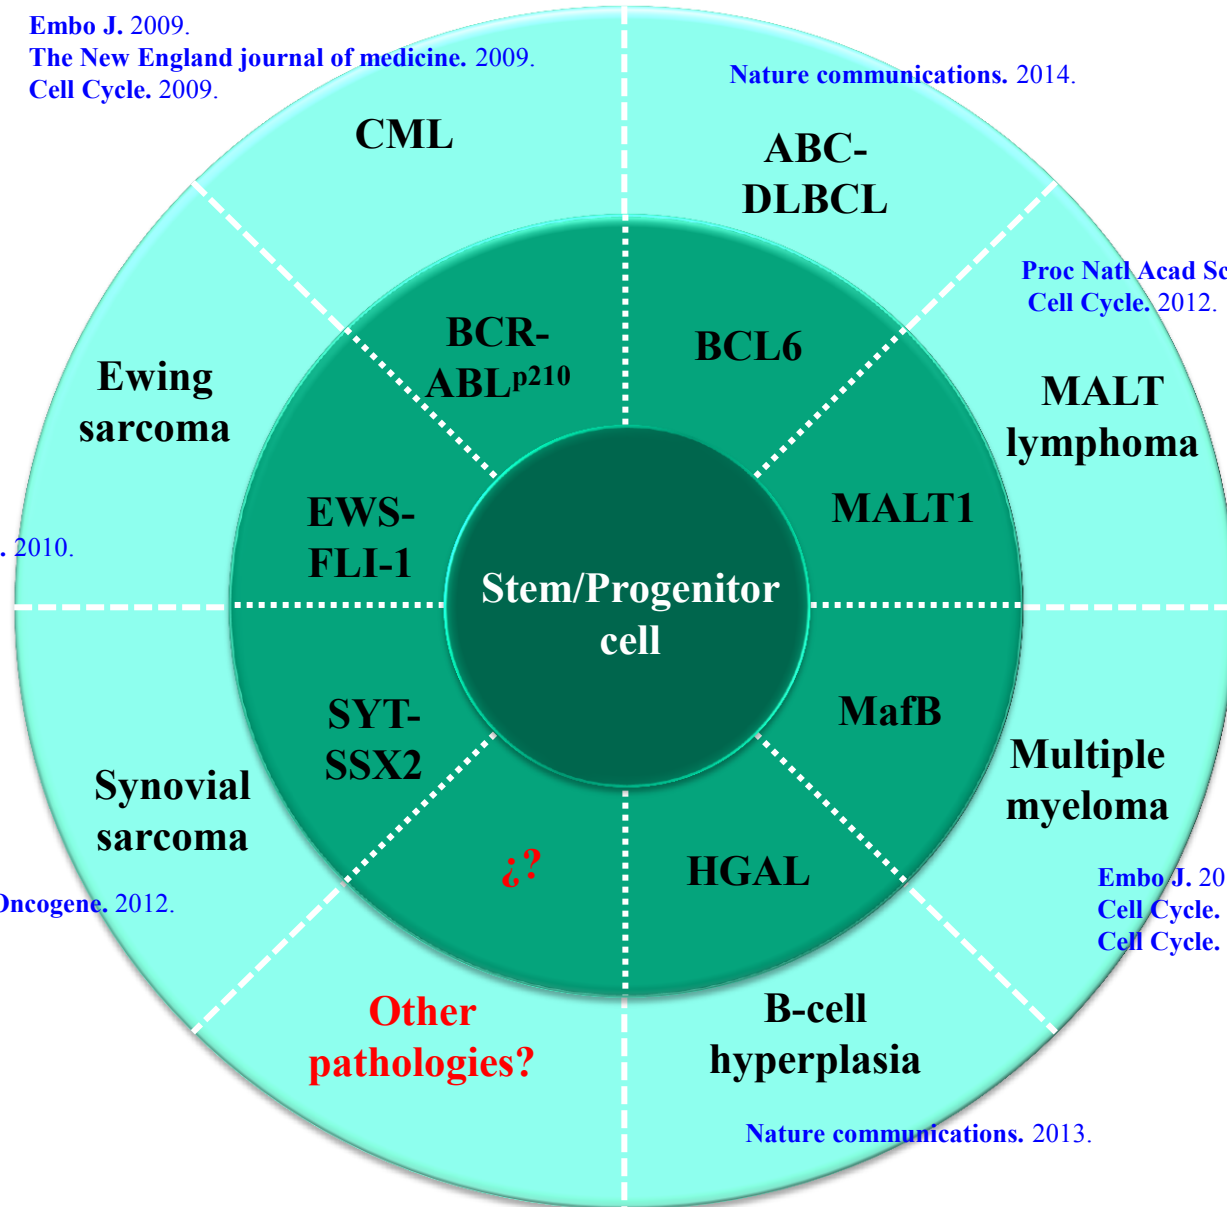 Embo J. 2009.
The New England journal of medicine. 2009.
Cell Cycle. 2009.
Nature communications. 2014.
CML
ABC-
DLBCL
Proc Natl Acad Sc
Cell Cycle. 2012.
BCR-
ABLp210
BCL6
Ewing
sarcoma
MALT
lymphoma
EWS-
FLI-1
MALT1
. 2010.
Stem/Progenitor
cell
SYT-
SSX2
MafB
Synovial
sarcoma
Multiple
myeloma
¿?
HGAL
Oncogene. 2012.
Embo J. 20
Cell Cycle.
Cell Cycle.
Other
pathologies?
B-cell
hyperplasia
Nature communications. 2013.